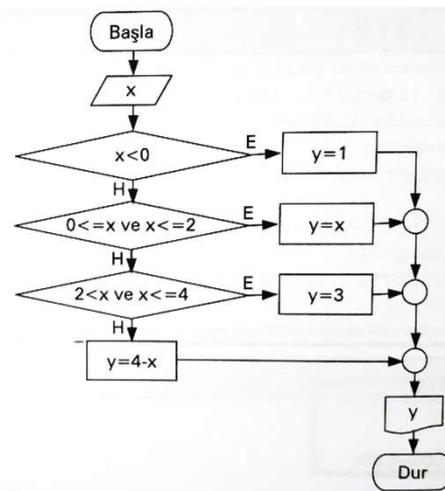 Başla
x
x<0
E
y=1
H
0<=x ve x<=2
E
y=x
H
2<x ve x<=4
E
y=3
H
y=4-x
y
Dur